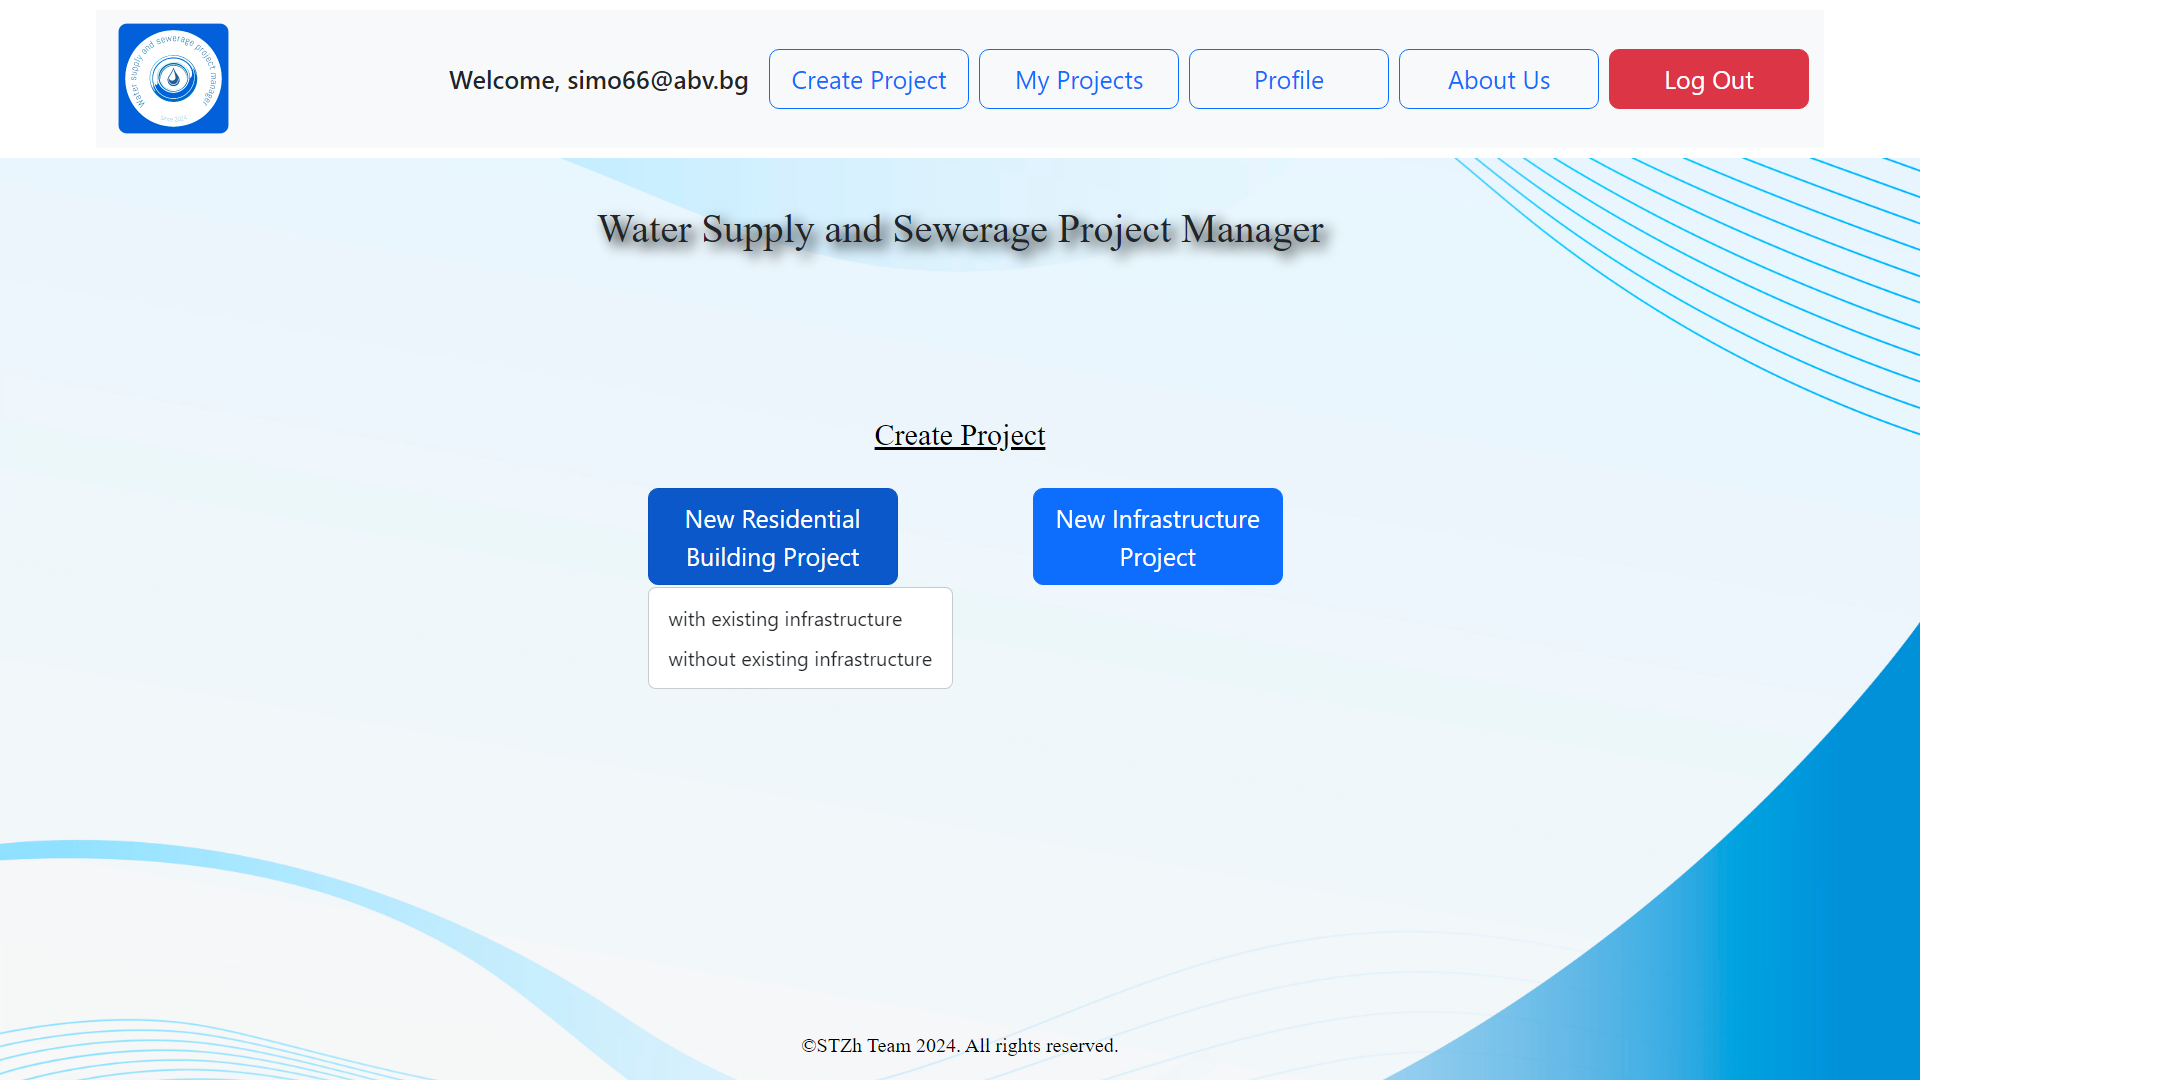 Water supply and sewerage project manager
Since 2024
Welcome, simo66@abv.bg
Create Project
My Projects
Profile
About Us
Log Out
Water Supply and Sewerage Project Manager
Create Project
New Residential
Building Project
New Infrastructure
Project
with existing infrastructure
without existing infrastructure
©STZh Team 2024. All rights reserved.